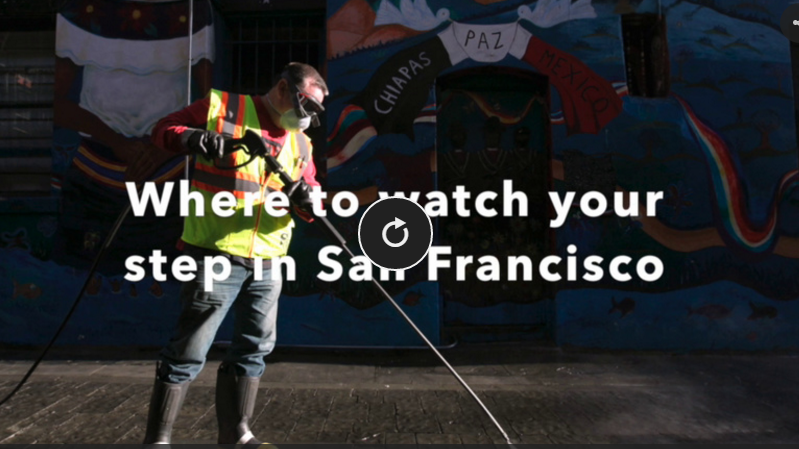 CHIAPAS PAZ MEXICO
Where to watch your
step in San Francisco